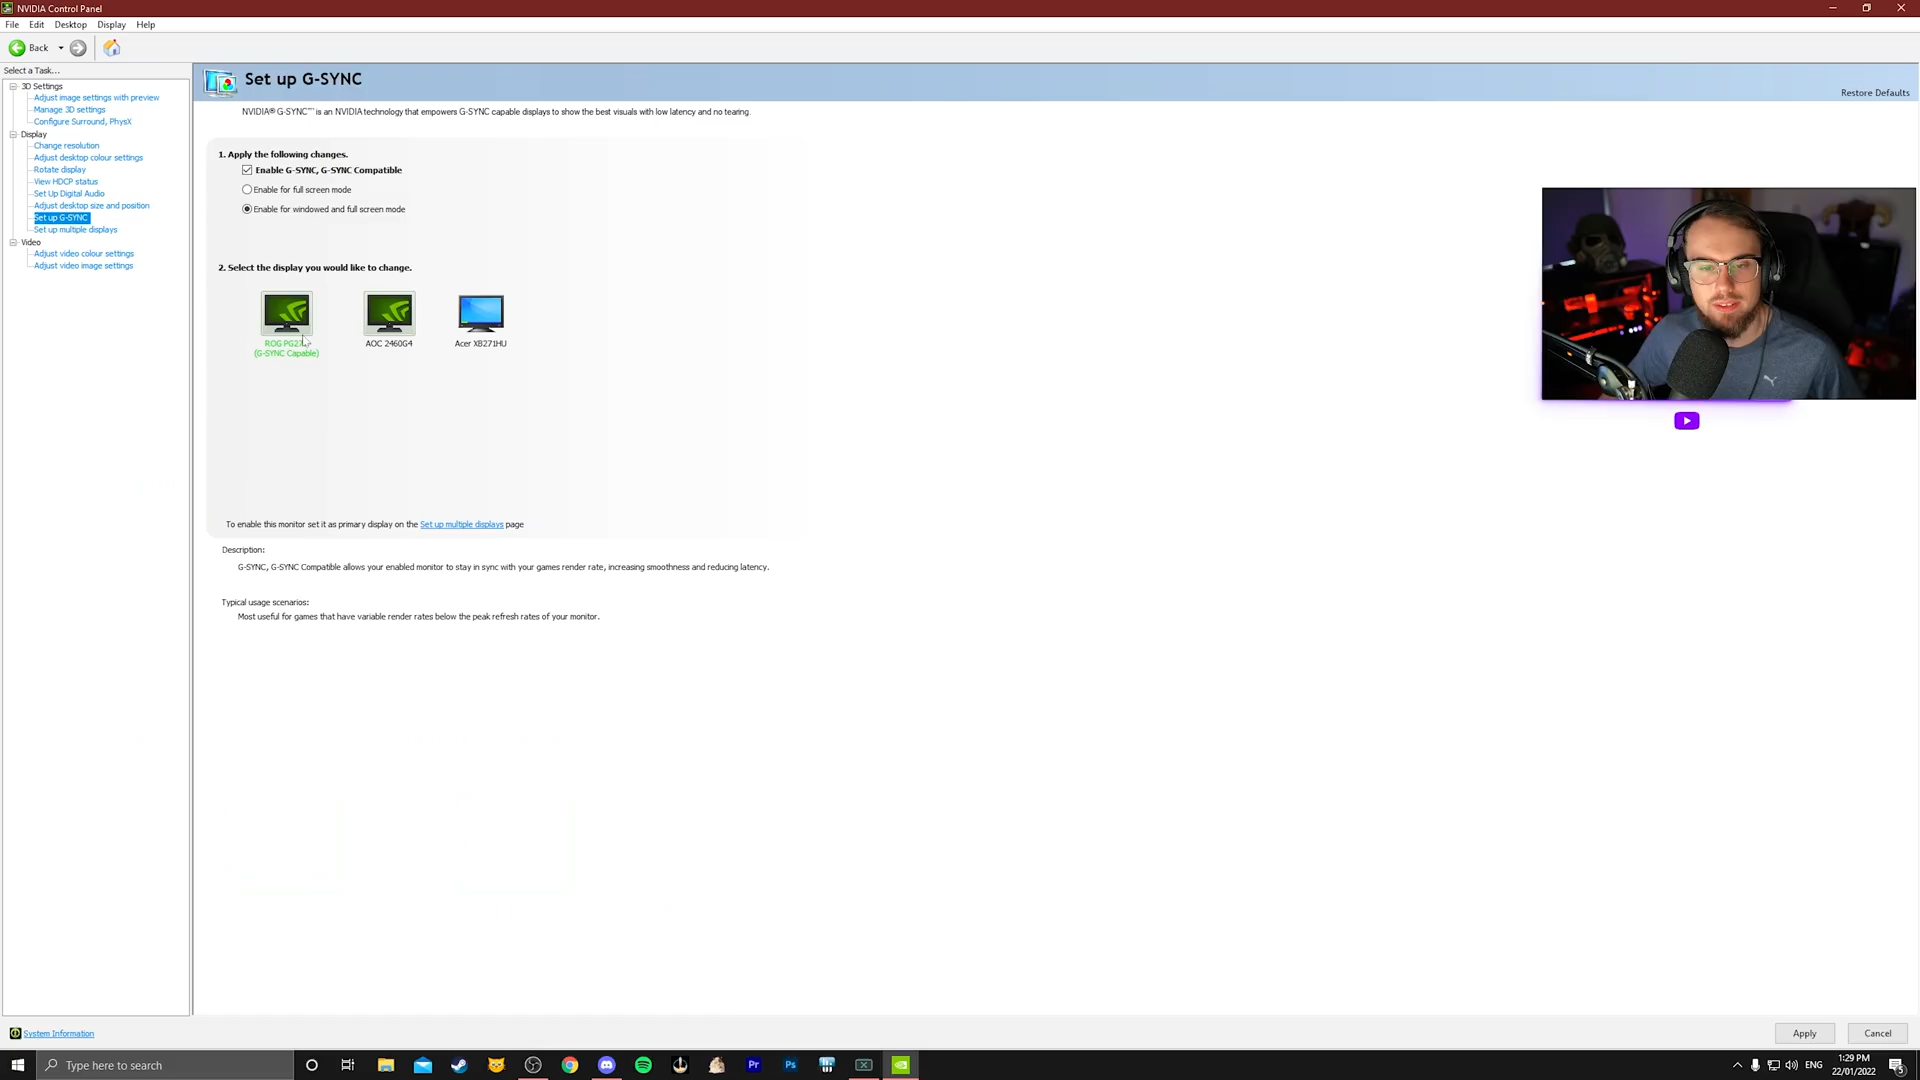 NVIDIA Control Panel
File Edit Desktop Display Help
Back
Select a Task...
3D Settings
Adjust image settings with preview
Manage 3D settings
Configure Surround, PhysX
Display
Change resolution
Adjust desktop colour settings
Rotate display
View HDCP status
Set Up Digital Audio
Adjust desktop size and position
Set up G-SYNC
Set up multiple displays
Video
Adjust video colour settings
Adjust video image settings
Set up G-SYNC
Restore Defaults
NVIDIA® G-SYNC™ is an NVIDIA technology that empowers G-SYNC capable displays to show the best visuals with low latency and no tearing.
1. Apply the following changes.
Enable G-SYNC, G-SYNC Compatible
Enable for full screen mode
Enable for windowed and full screen mode
2. Select the display you would like to change.
ROG
(G-SYNC Capable)
AOC 2460G4
Acer XB271HU
To enable this monitor set it as primary display on the Set up multiple displays page
Description:
G-SYNC, G-SYNC Compatible allows your enabled monitor to stay in sync with your games render rate, increasing smoothness and reducing latency.
Typical usage scenarios:
Most useful for games that have variable render rates below the peak refresh rates of your monitor.
System Information
Apply
Cancel
Type here to search
Pr
Ps
ENG
1:29 PM
22/01/2022
5